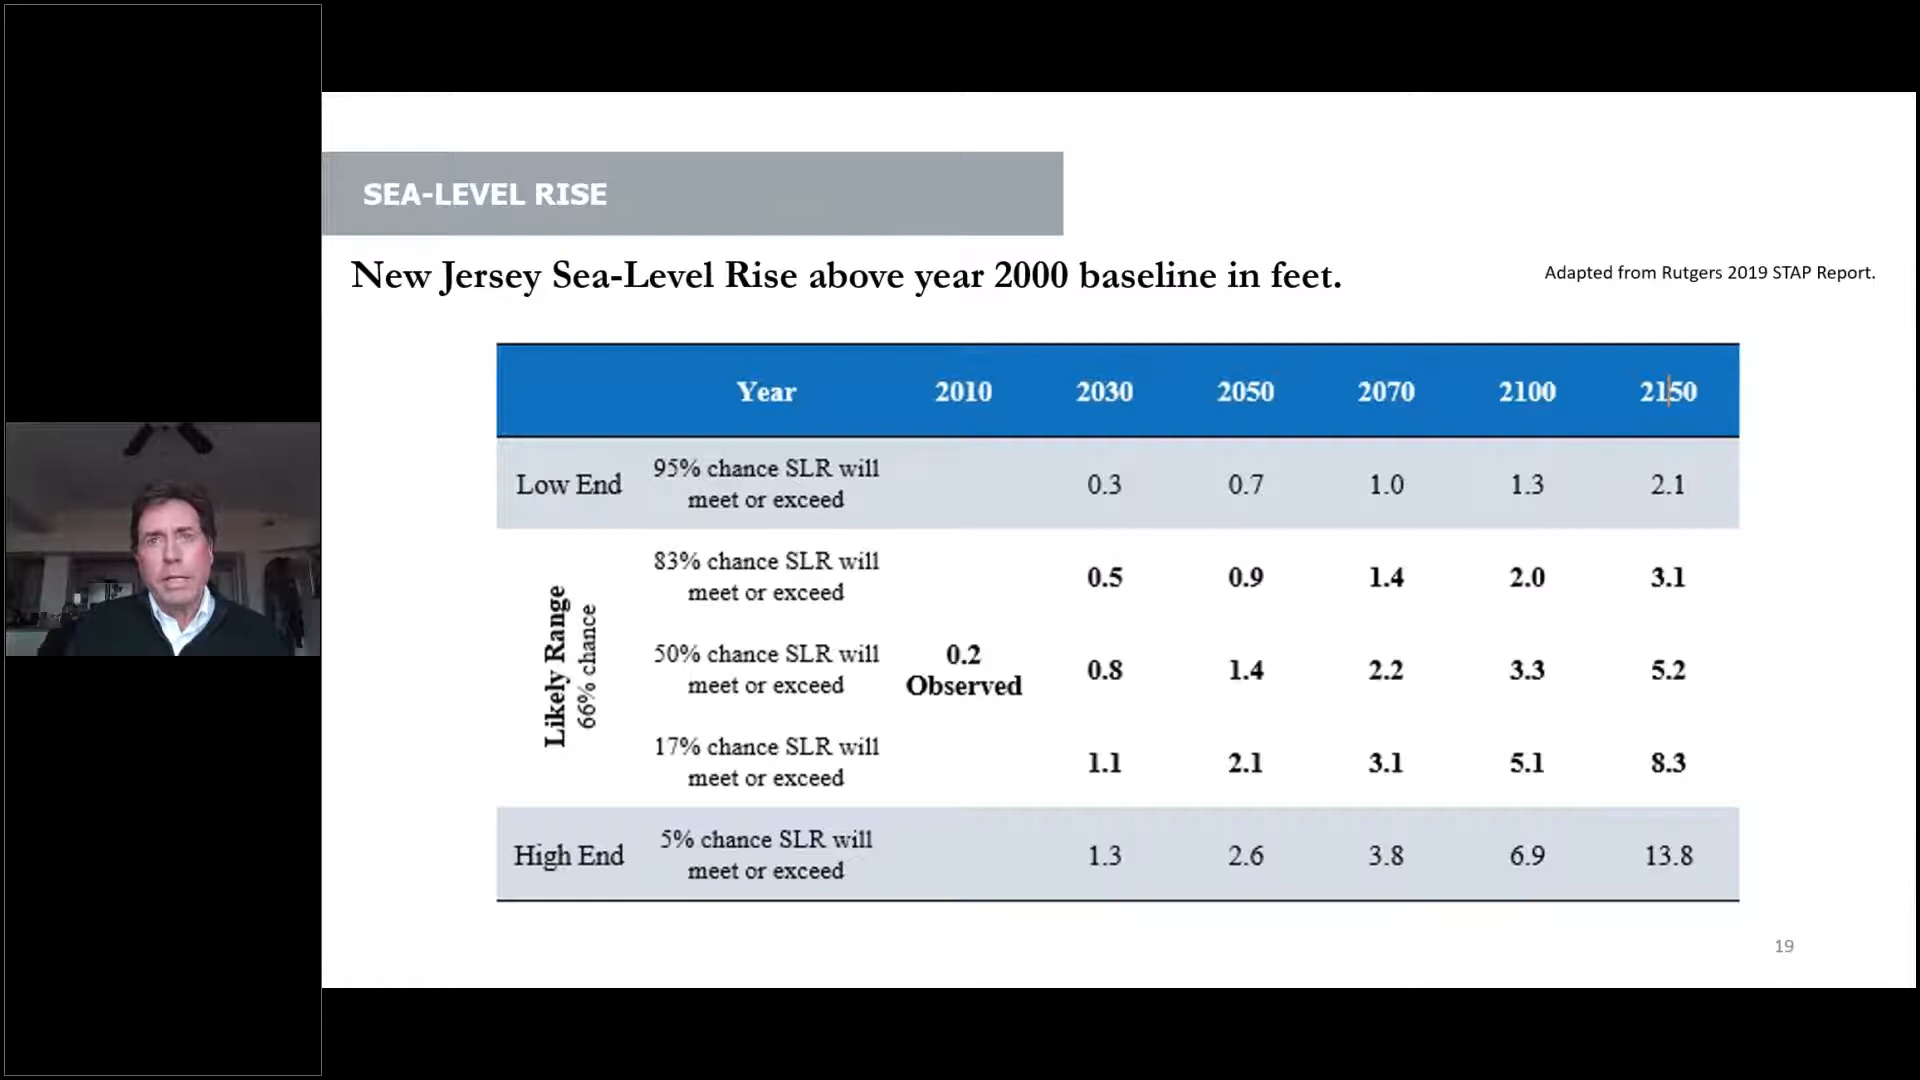 SEA-LEVEL RISE
New Jersey Sea-Level Rise above year 2000 baseline in feet.
Adapted from Rutgers 2019 STAP Report.
Year 2010 2030 2050 2070 2100 2150
Low End 95% chance SLR will meet or exceed 0.3 0.7 1.0 1.3 2.1
Likely Range
66% chance
83% chance SLR will meet or exceed 0.5 0.9 1.4 2.0 3.1
50% chance SLR will meet or exceed 0.2 Observed 0.8 1.4 2.2 3.3 5.2
17% chance SLR will meet or exceed 1.1 2.1 3.1 5.1 8.3
High End 5% chance SLR will meet or exceed 1.3 2.6 3.8 6.9 13.8
19